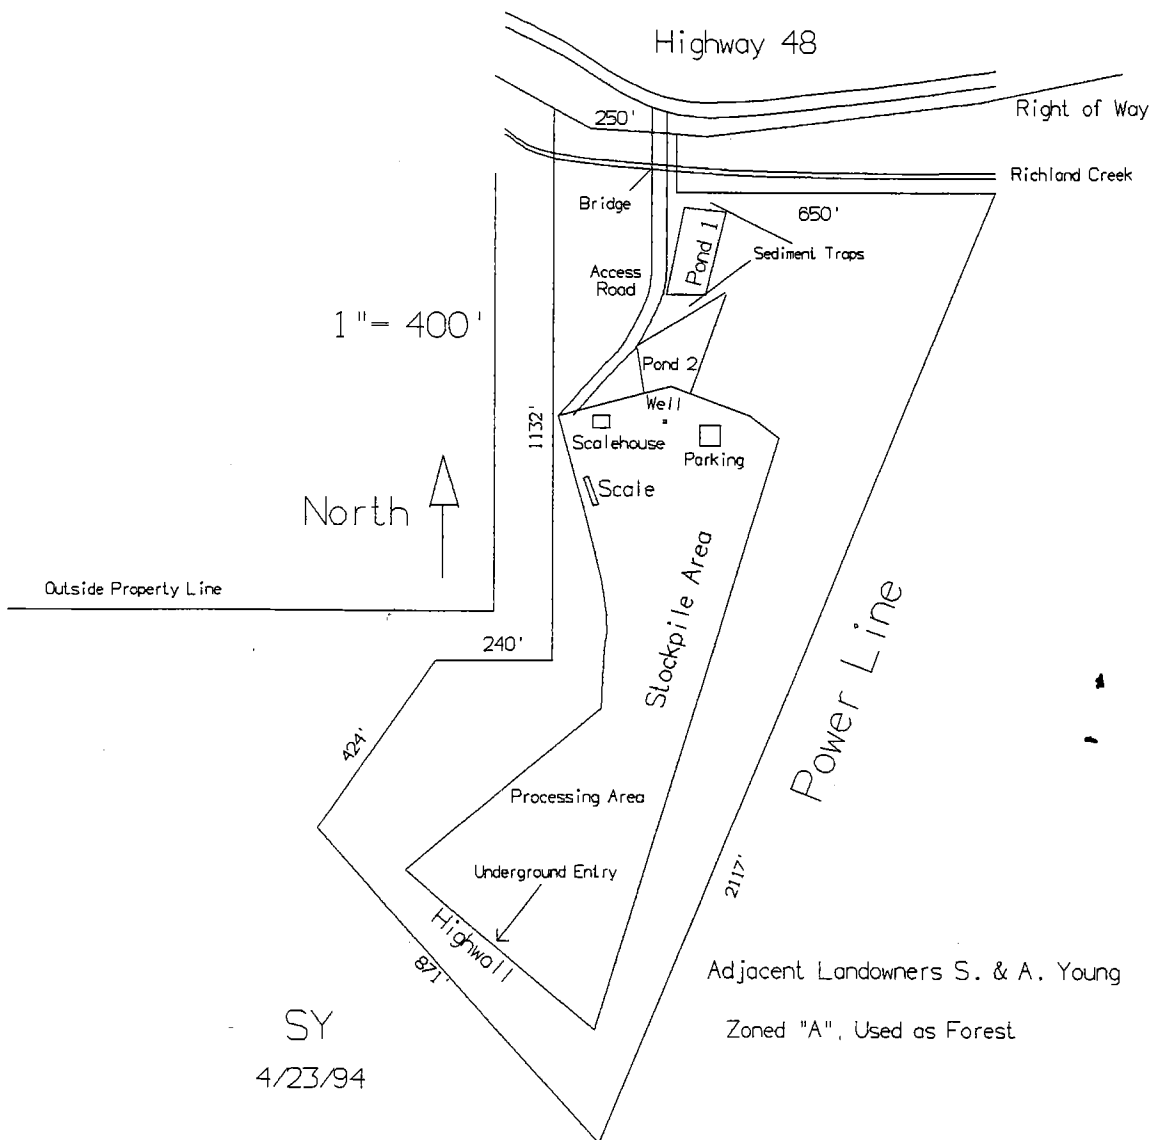 Highway 48
Right of Way
250'
Richland Creek
Bridge
650'
Pond 1
Sediment Traps
Access
Road
1"= 400'
Pond 2
Well
1132'
Scalehouse
Parking
Scale
North
Stockpile Area
Outside Property Line
Power Line
240'
424'
Processing Area
Underground Entry
2117'
Highwall
871'
Adjacent Landowners S. & A. Young
Zoned "A", Used as Forest
SY
4/23/94